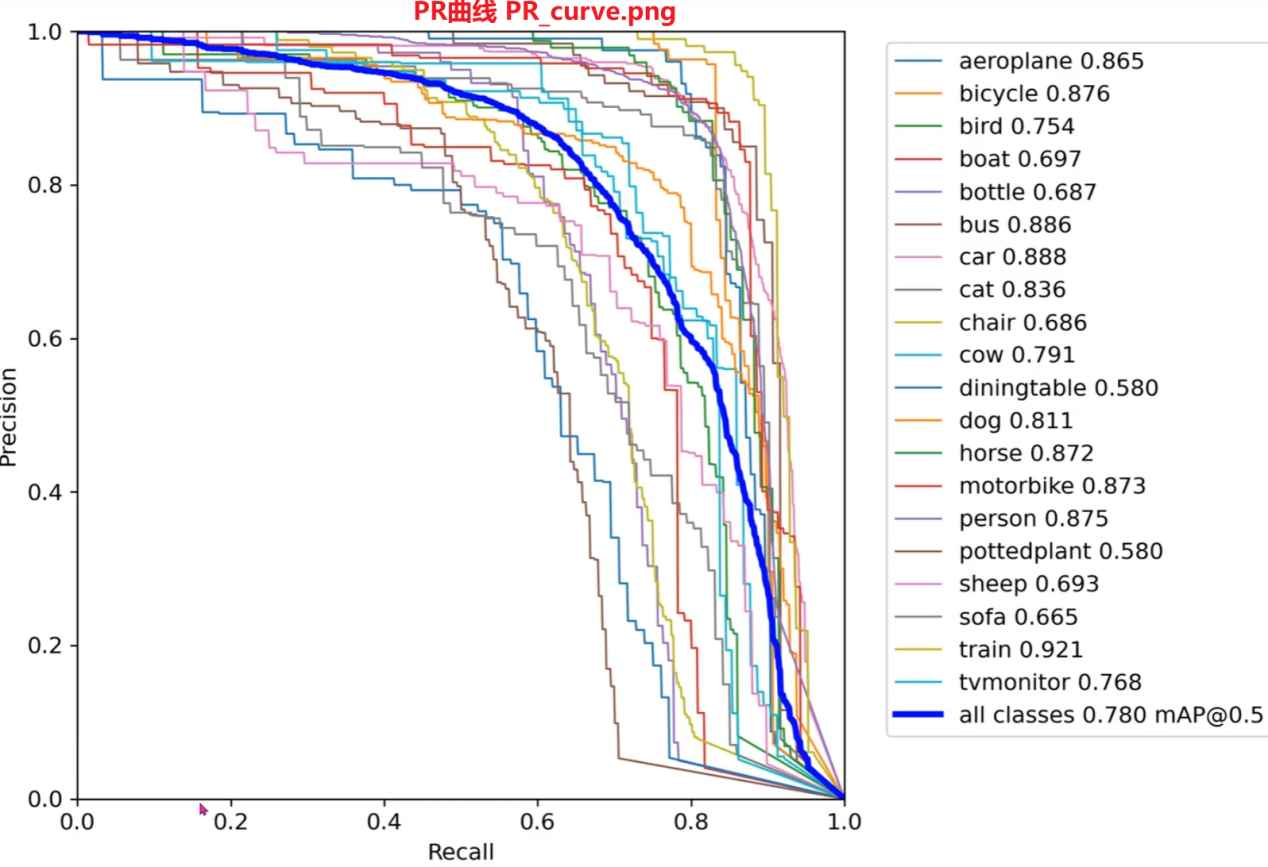 PR曲线 PR_curve.png
1.0
0.8
0.6
0.4
0.2
0.0
Precision
0.0 0.2 0.4 0.6 0.8 1.0
Recall
aeroplane 0.865
bicycle 0.876
bird 0.754
boat 0.697
bottle 0.687
bus 0.886
car 0.888
cat 0.836
chair 0.686
cow 0.791
diningtable 0.580
dog 0.811
horse 0.872
motorbike 0.873
person 0.875
pottedplant 0.580
sheep 0.693
sofa 0.665
train 0.921
tvmonitor 0.768
all classes 0.780 mAP@0.5